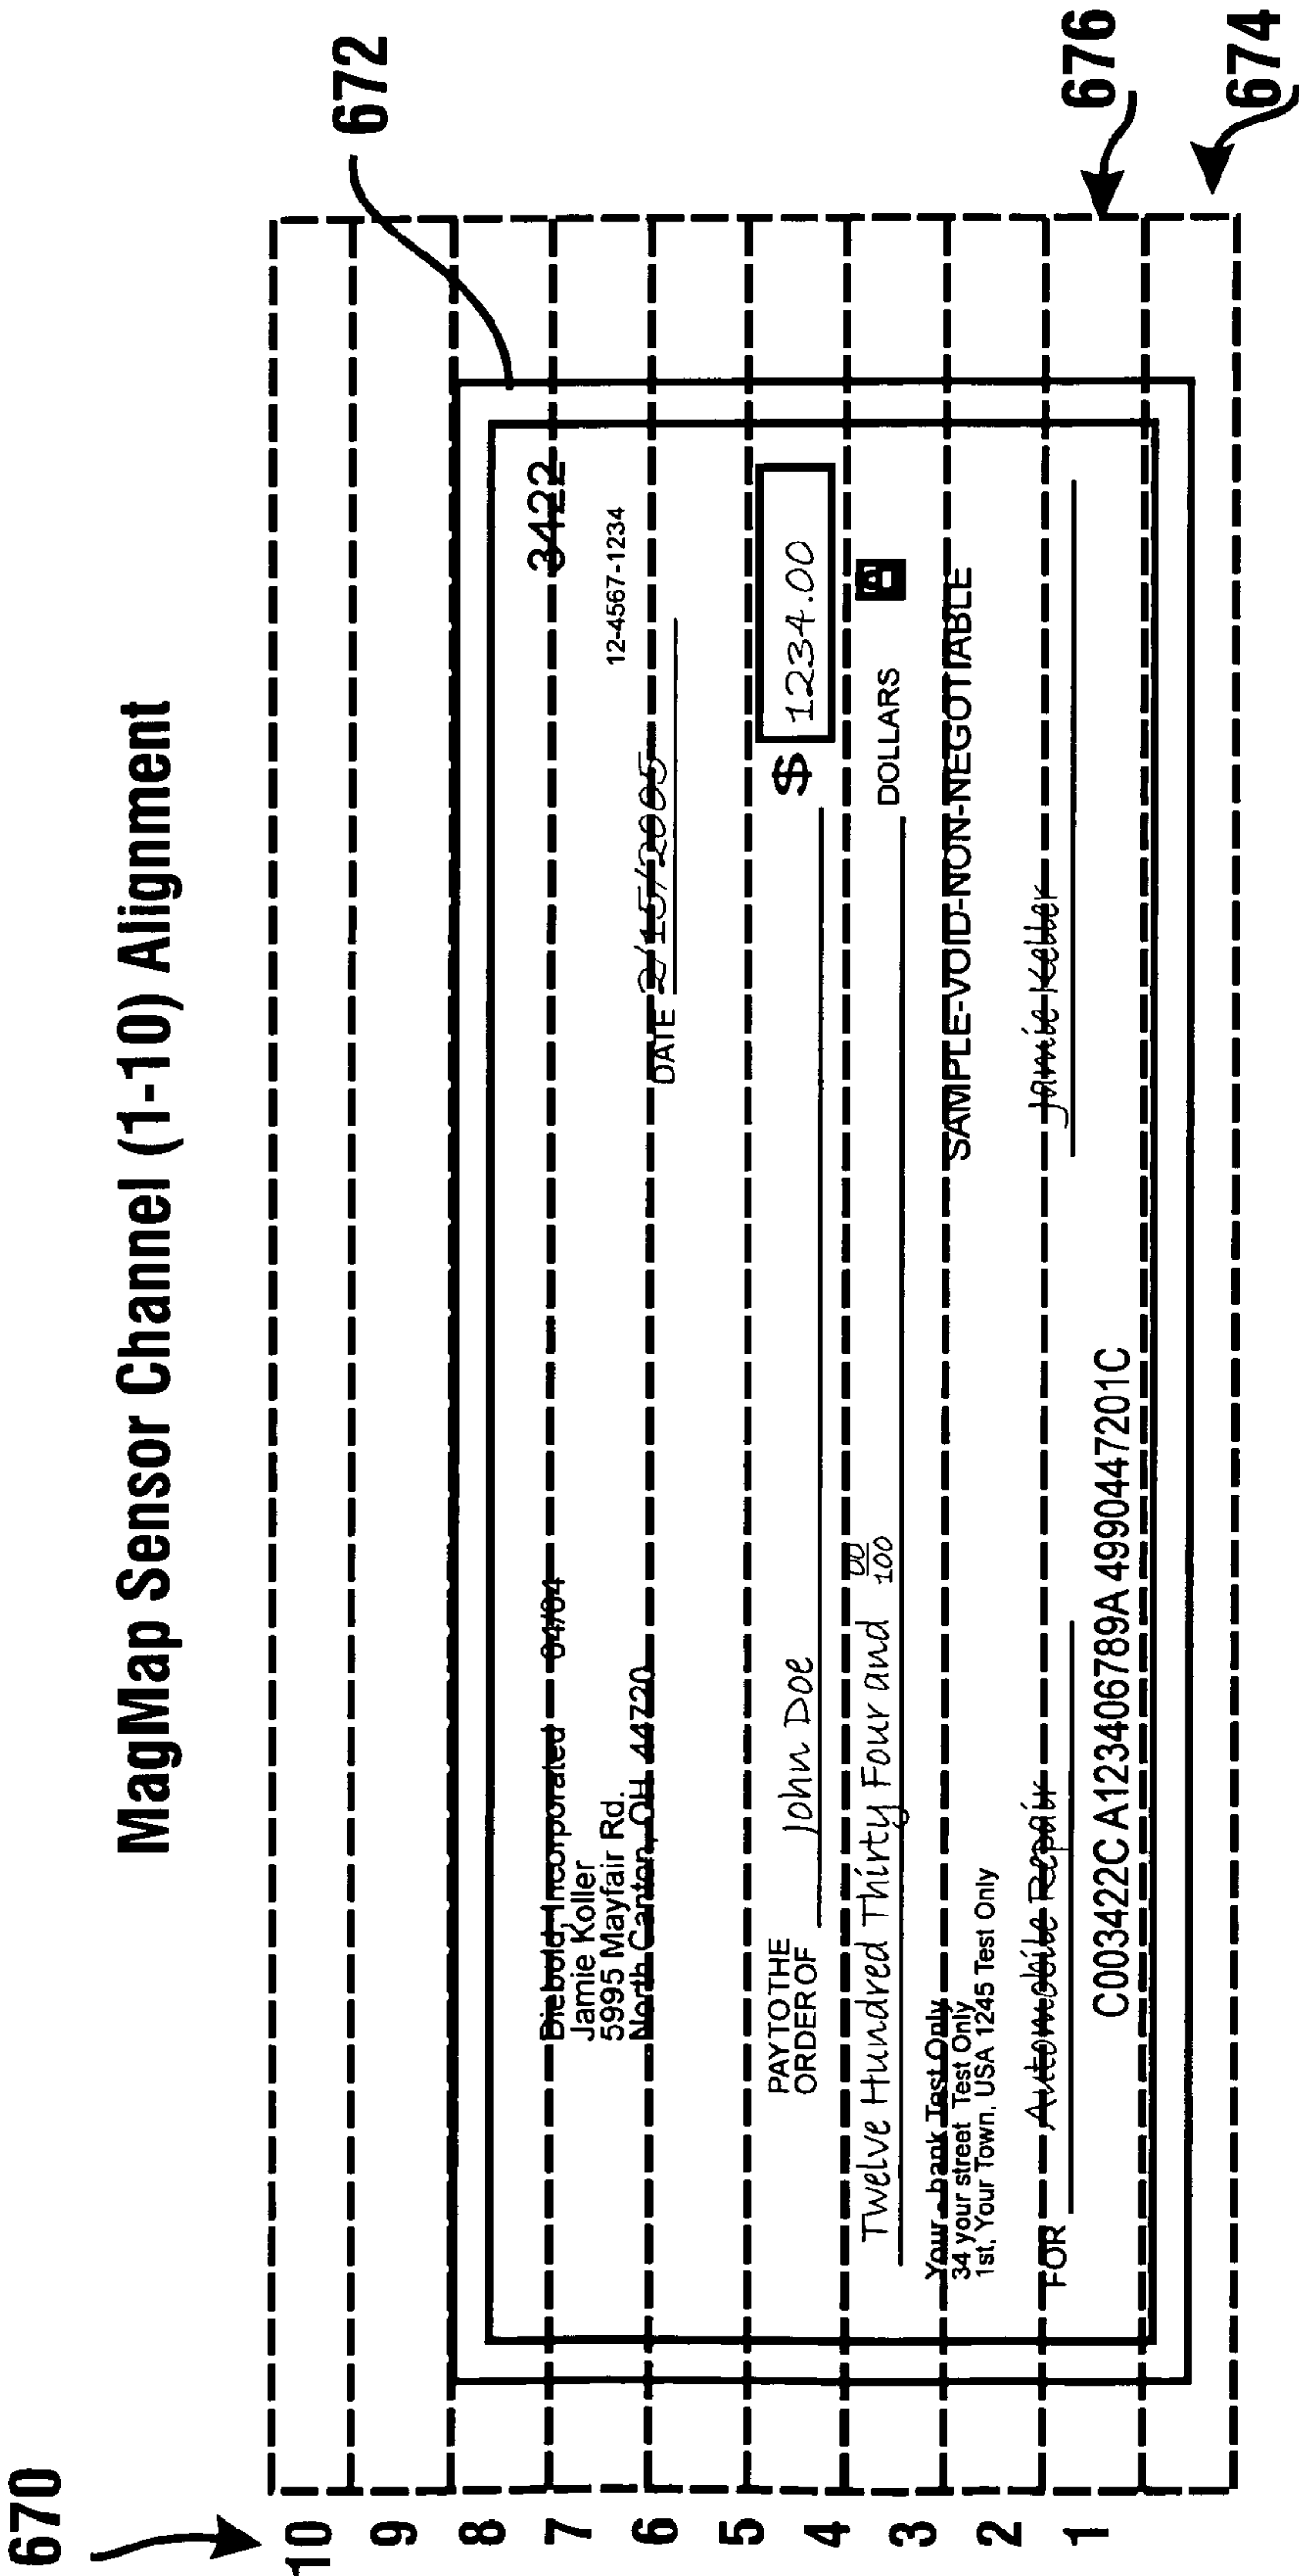 670
MagMap Sensor Channel (1-10) Alignment
672
10
9
8
7
6
5
4
3
2
1
Diebold, Incorporated 04/04
3422
Jamie Koller
5995 Mayfair Rd.
12-4567-1234
North Canton, OH 44720
DATE 2/15/2005
PAY TO THE
ORDER OF John Doe $ 1234.00
Twelve Hundred Thirty Four and 00/100 DOLLARS
Your - bank Test Only
SAMPLE-VOID-NON-NEGOTIABLE
34 your street Test Only
1st, Your Town, USA 1245 Test Only
FOR Automobile Repair Jamie Keller
C003422C A123406789A 4990447201C
676
674